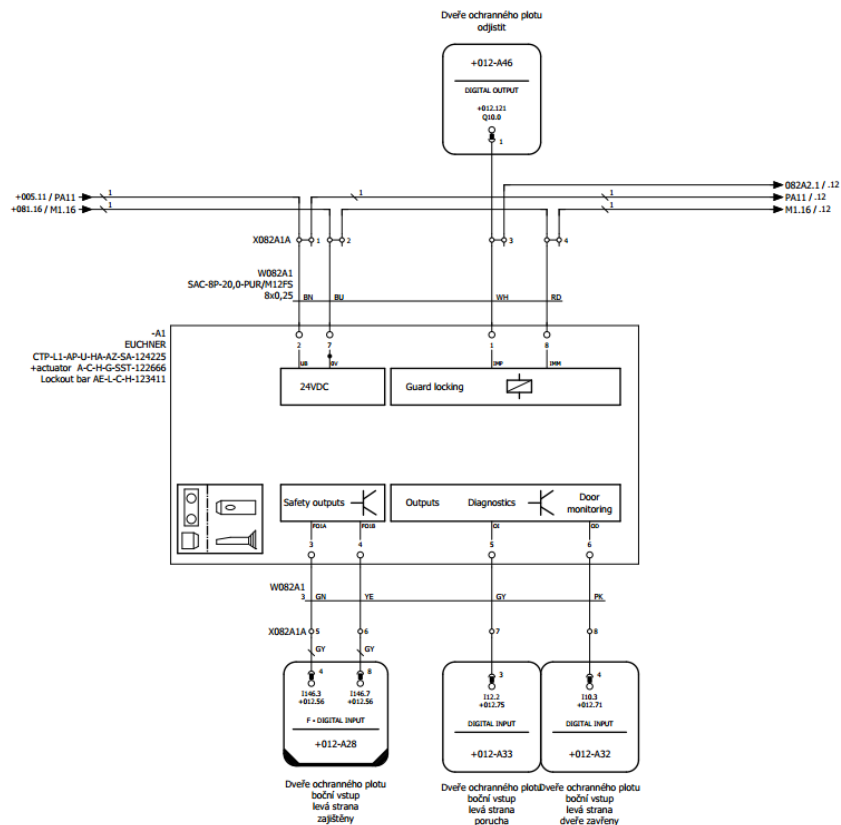 Dveře ochranného plotu
odjistit
+012-A46
DIGITAL OUTPUT
+012.121
Q10.0
1
+005.11 / PA11
1
1
1
082A2.1 / .12
PA11 / .12
+081.16 / M1.16
1
1
M1.16 / .12
X082A1A
1
2
3
4
W082A1
SAC-8P-20,0-PUR/M12FS
8x0,25
BN
BU
WH
RD
-A1
EUCHNER
CTP-L1-AP-U-HA-AZ-SA-124225
+actuator A-C-H-G-SST-122666
Lockout bar AE-L-C-H-123411
2
7
1
8
UB
0V
IMP
IMM
24VDC
Guard locking
Safety outputs
Outputs
Diagnostics
Door
monitoring
FO1A
FO1B
OI
OD
3
4
5
6
W082A1
3
GN
YE
GY
PK
X082A1A
5
6
7
8
GY
GY
4
8
3
4
I146.3
+012.56
I146.7
+012.56
I12.2
+012.75
I10.3
+012.71
F - DIGITAL INPUT
DIGITAL INPUT
DIGITAL INPUT
+012-A28
+012-A33
+012-A32
Dveře ochranného plotu
boční vstup
levá strana
zajištěny
Dveře ochranného plotu
boční vstup
levá strana
porucha
Dveře ochranného plotu
boční vstup
levá strana
dveře zavřeny